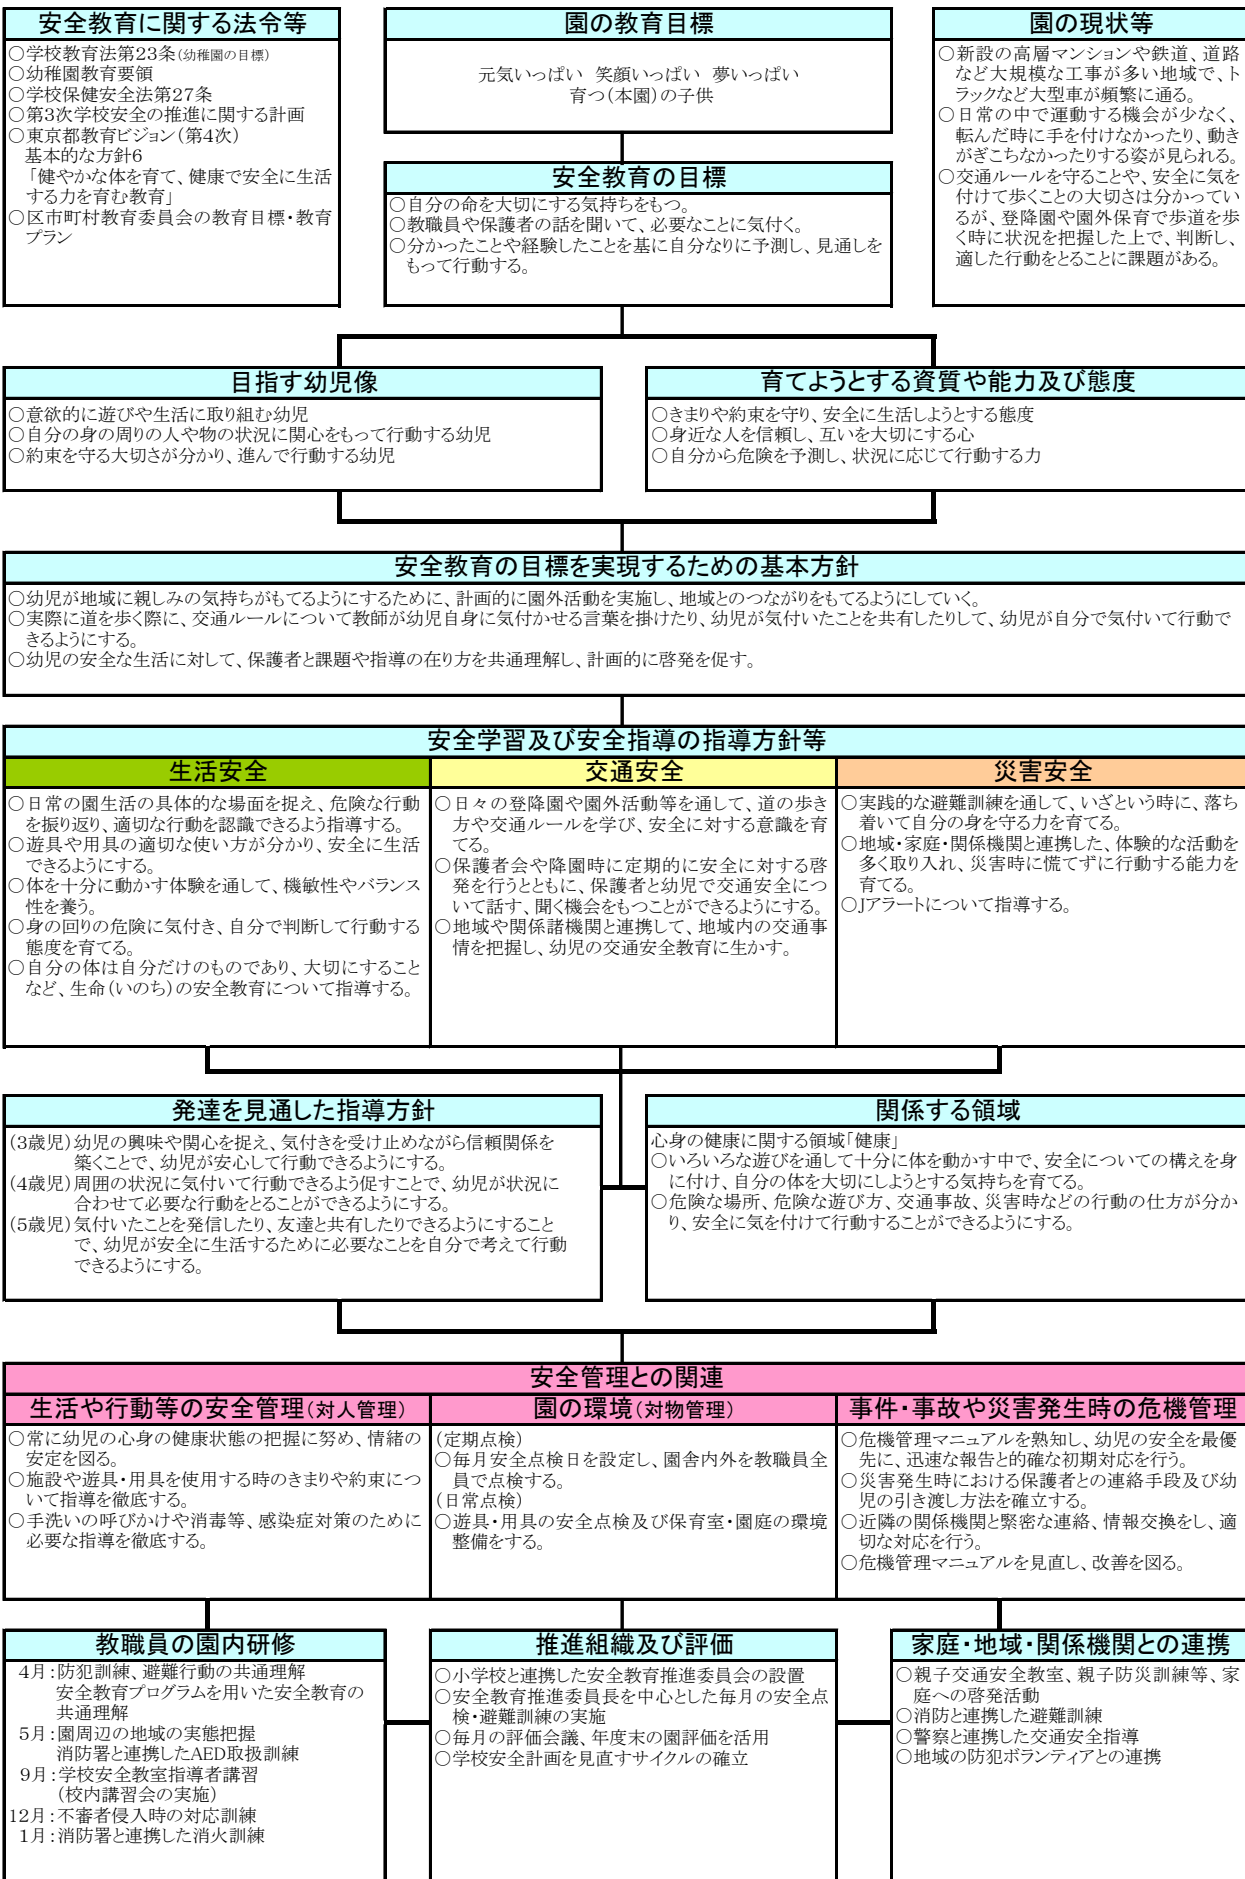 安全教育に関する法令等
○学校教育法第23条(幼稚園の目標)
○幼稚園教育要領
○学校保健安全法第27条
○第3次学校安全の推進に関する計画
○東京都教育ビジョン(第4次)
基本的な方針6
「健やかな体を育て、健康で安全に生活
する力を育む教育」
○区市町村教育委員会の教育目標・教育
プラン
園の教育目標
元気いっぱい 笑顔いっぱい 夢いっぱい
育つ(本園)の子供
安全教育の目標
○自分の命を大切にする気持ちをもつ。
○教職員や保護者の話を聞いて、必要なことに気付く。
○分かったことや経験したことを基に自分なりに予測し、見通しを
もって行動する。
園の現状等
○新設の高層マンションや鉄道、道路
など大規模な工事が多い地域で、ト
ラックなど大型車が頻繁に通る。
○日常の中で運動する機会が少なく、
転んだ時に手を付けなかったり、動き
がぎこちなかったりする姿が見られる。
○交通ルールを守ることや、安全に気を
付けて歩くことの大切さは分かってい
るが、登降園や園外保育で歩道を歩
く時に状況を把握した上で、判断し、
適した行動をとることに課題がある。
目指す幼児像
○意欲的に遊びや生活に取り組む幼児
○自分の身の周りの人や物の状況に関心をもって行動する幼児
○約束を守る大切さが分かり、進んで行動する幼児
育てようとする資質や能力及び態度
○きまりや約束を守り、安全に生活しようとする態度
○身近な人を信頼し、互いを大切にする心
○自分から危険を予測し、状況に応じて行動する力
安全教育の目標を実現するための基本方針
○幼児が地域に親しみの気持ちがもてるようにするために、計画的に園外活動を実施し、地域とのつながりをもてるようにしていく。
○実際に道を歩く際に、交通ルールについて教師が幼児自身に気付かせる言葉を掛けたり、幼児が気付いたことを共有したりして、幼児が自分で気付いて行動で
きるようにする。
○幼児の安全な生活に対して、保護者と課題や指導の在り方を共通理解し、計画的に啓発を促す。
安全学習及び安全指導の指導方針等
生活安全
○日常の園生活の具体的な場面を捉え、危険な行動
を振り返り、適切な行動を認識できるよう指導する。
○遊具や用具の適切な使い方が分かり、安全に生活
できるようにする。
○体を十分に動かす体験を通して、機敏性やバランス
性を養う。
○身の回りの危険に気付き、自分で判断して行動する
態度を育てる。
○自分の体は自分だけのものであり、大切にすること
など、生命(いのち)の安全教育について指導する。
交通安全
○日々の登降園や園外活動等を通して、道の歩き
方や交通ルールを学び、安全に対する意識を育
てる。
○保護者会や降園時に定期的に安全に対する啓
発を行うとともに、保護者と幼児で交通安全につ
いて話す、聞く機会をもつことができるようにする。
○地域や関係諸機関と連携して、地域内の交通事
情を把握し、幼児の交通安全教育に生かす。
災害安全
○実践的な避難訓練を通して、いざという時に、落ち
着いて自分の身を守る力を育てる。
○地域・家庭・関係機関と連携した、体験的な活動を
多く取り入れ、災害時に慌てずに行動する能力を
育てる。
○Jアラートについて指導する。
発達を見通した指導方針
(3歳児)幼児の興味や関心を捉え、気付きを受け止めながら信頼関係を
築くことで、幼児が安心して行動できるようにする。
(4歳児)周囲の状況に気付いて行動できるよう促すことで、幼児が状況に
合わせて必要な行動をとることができるようにする。
(5歳児)気付いたことを発信したり、友達と共有したりできるようにすること
で、幼児が安全に生活するために必要なことを自分で考えて行動
できるようにする。
関係する領域
心身の健康に関する領域「健康」
○いろいろな遊びを通して十分に体を動かす中で、安全についての構えを身
に付け、自分の体を大切にしようとする気持ちを育てる。
○危険な場所、危険な遊び方、交通事故、災害時などの行動の仕方が分か
り、安全に気を付けて行動することができるようにする。
安全管理との関連
生活や行動等の安全管理(対人管理)
○常に幼児の心身の健康状態の把握に努め、情緒の
安定を図る。
○施設や遊具・用具を使用する時のきまりや約束につ
いて指導を徹底する。
○手洗いの呼びかけや消毒等、感染症対策のために
必要な指導を徹底する。
園の環境(対物管理)
(定期点検)
○毎月安全点検日を設定し、園舎内外を教職員全
員で点検する。
(日常点検)
○遊具・用具の安全点検及び保育室・園庭の環境
整備をする。
事件・事故や災害発生時の危機管理
○危機管理マニュアルを熟知し、幼児の安全を最優
先に、迅速な報告と的確な初期対応を行う。
○災害発生時における保護者との連絡手段及び幼
児の引き渡し方法を確立する。
○近隣の関係機関と緊密な連絡、情報交換をし、適
切な対応を行う。
○危機管理マニュアルを見直し、改善を図る。
教職員の園内研修
4月:防犯訓練、避難行動の共通理解
安全教育プログラムを用いた安全教育の
共通理解
5月:園周辺の地域の実態把握
消防署と連携したAED取扱訓練
9月:学校安全教室指導者講習
(校内講習会の実施)
12月:不審者侵入時の対応訓練
1月:消防署と連携した消火訓練
推進組織及び評価
○小学校と連携した安全教育推進委員会の設置
○安全教育推進委員長を中心とした毎月の安全点
検・避難訓練の実施
○毎月の評価会議、年度末の園評価を活用
○学校安全計画を見直すサイクルの確立
家庭・地域・関係機関との連携
○親子交通安全教室、親子防災訓練等、家
庭への啓発活動
○消防と連携した避難訓練
○警察と連携した交通安全指導
○地域の防犯ボランティアとの連携